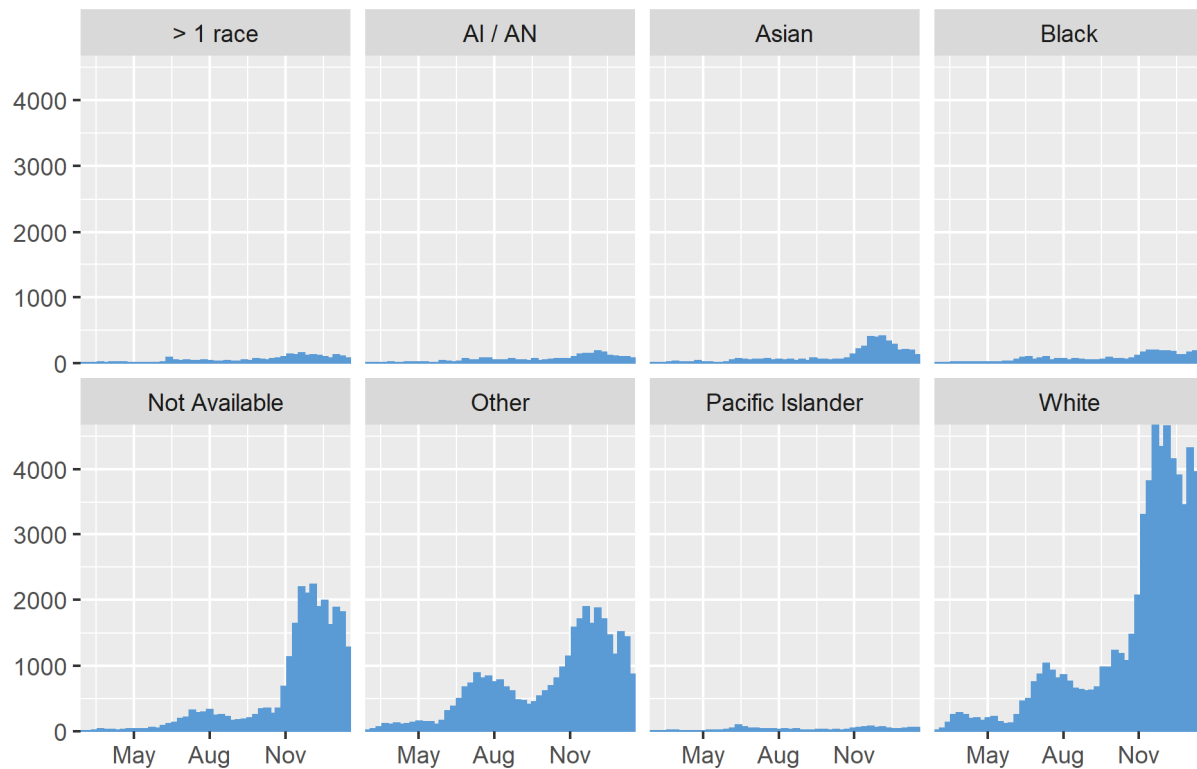 > 1 race
AI / AN
Asian
Black
4000
3000
2000
1000
0
Not Available
Other
Pacific Islander
White
4000
3000
2000
1000
0
May Aug Nov
May Aug Nov
May Aug Nov
May Aug Nov